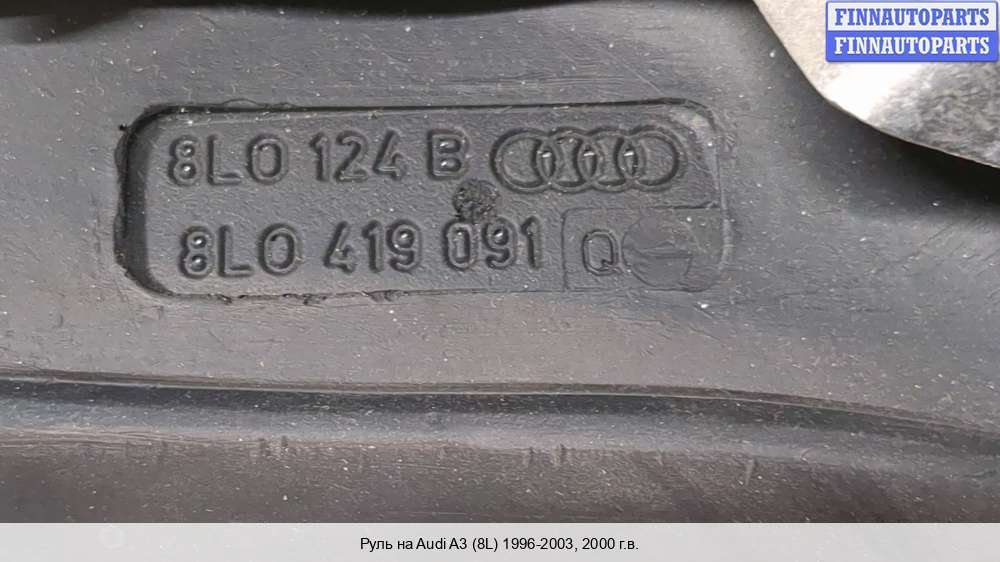 FINNAUTOPARTS
FINNAUTOPARTS
8L0 124 B
8L0 419 091 Q
Руль на Audi A3 (8L) 1996-2003, 2000 г.в.